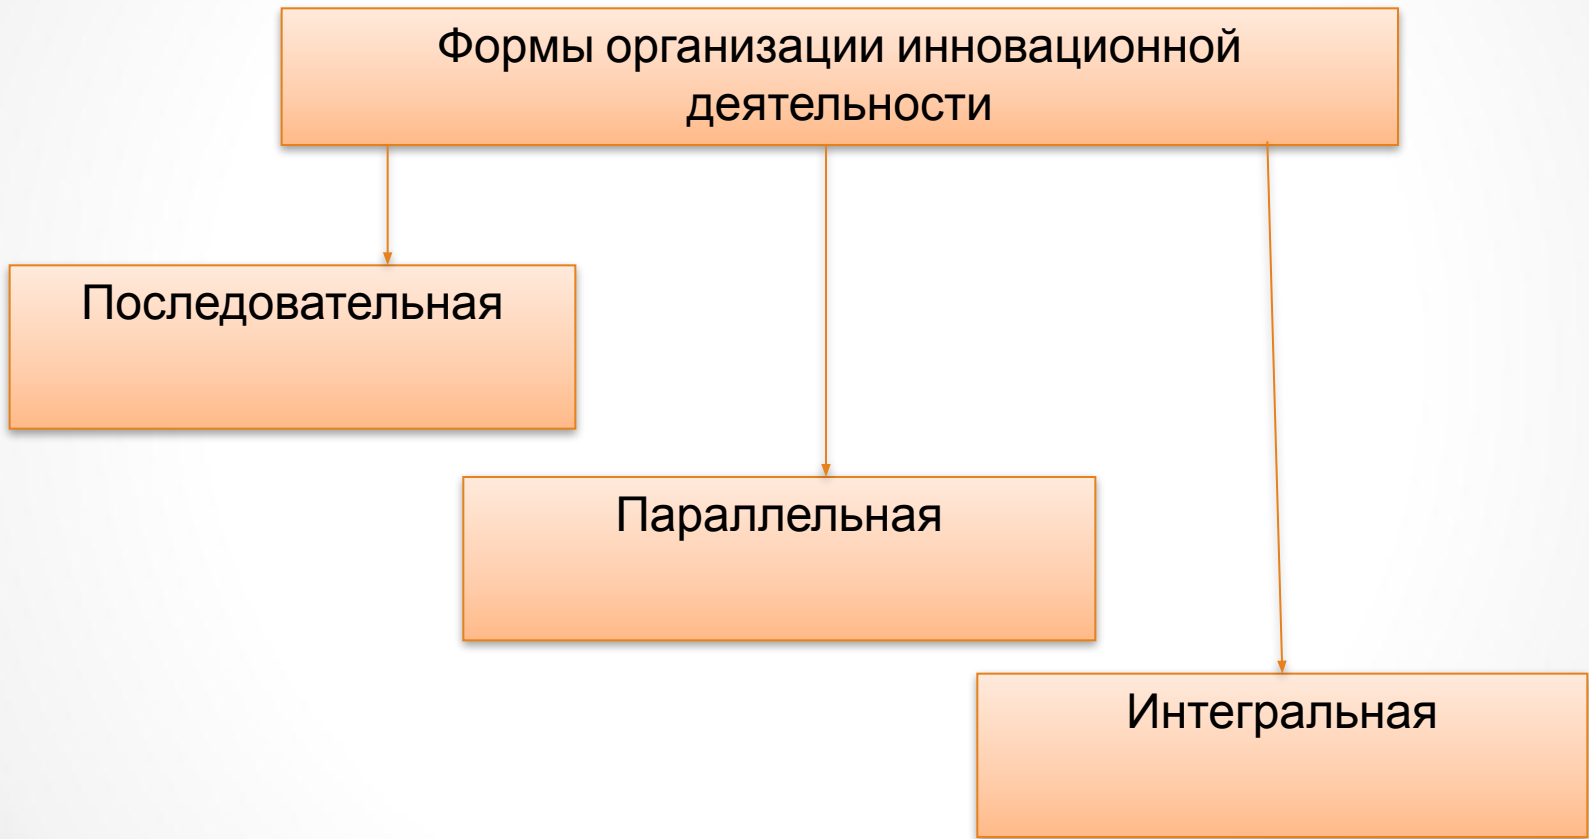 Формы организации инновационной
деятельности
Последовательная
Параллельная
Интегральная